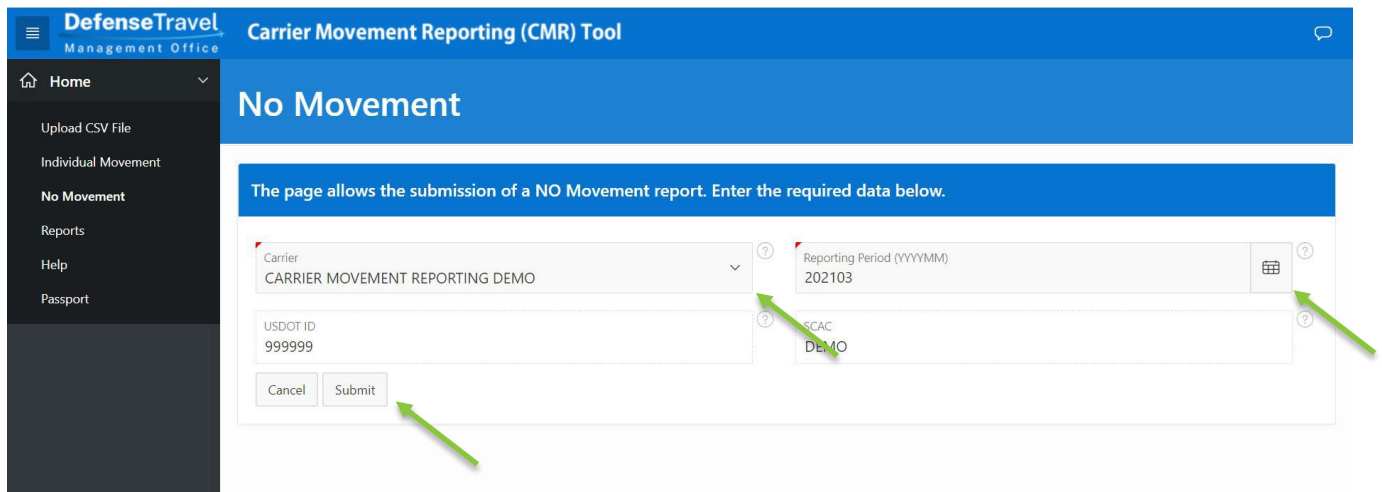 DefenseTravel
Management Office
Carrier Movement Reporting (CMR) Tool
Home
Upload CSV File
Individual Movement
No Movement
Reports
Help
Passport
No Movement
The page allows the submission of a NO Movement report. Enter the required data below.
Carrier
CARRIER MOVEMENT REPORTING DEMO
?
Reporting Period (YYYYMM)
202103
?
USDOT ID
999999
?
SCAC
DEMO
?
Cancel
Submit